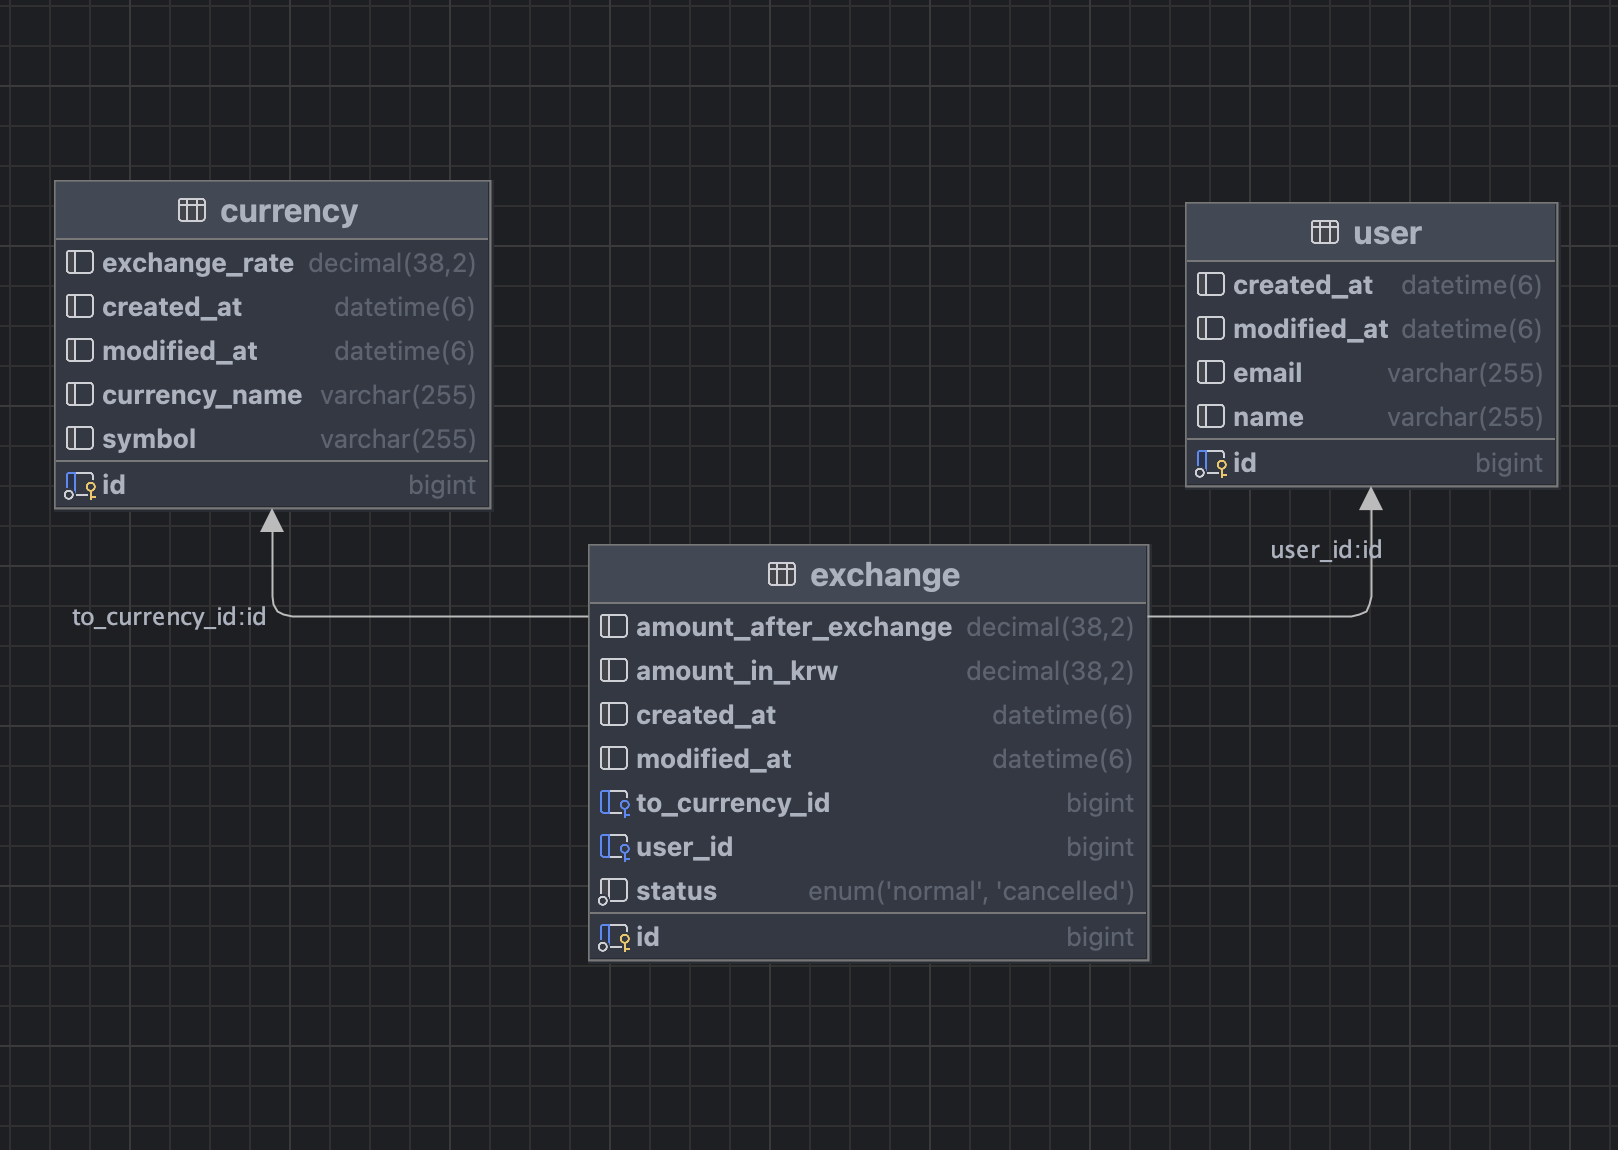 currency
exchange_rate decimal(38,2)
created_at datetime(6)
modified_at datetime(6)
currency_name varchar(255)
symbol varchar(255)
id bigint
user
created_at datetime(6)
modified_at datetime(6)
email varchar(255)
name varchar(255)
id bigint
to_currency_id:id
user_id:id
exchange
amount_after_exchange decimal(38,2)
amount_in_krw decimal(38,2)
created_at datetime(6)
modified_at datetime(6)
to_currency_id bigint
user_id bigint
status enum('normal', 'cancelled')
id bigint